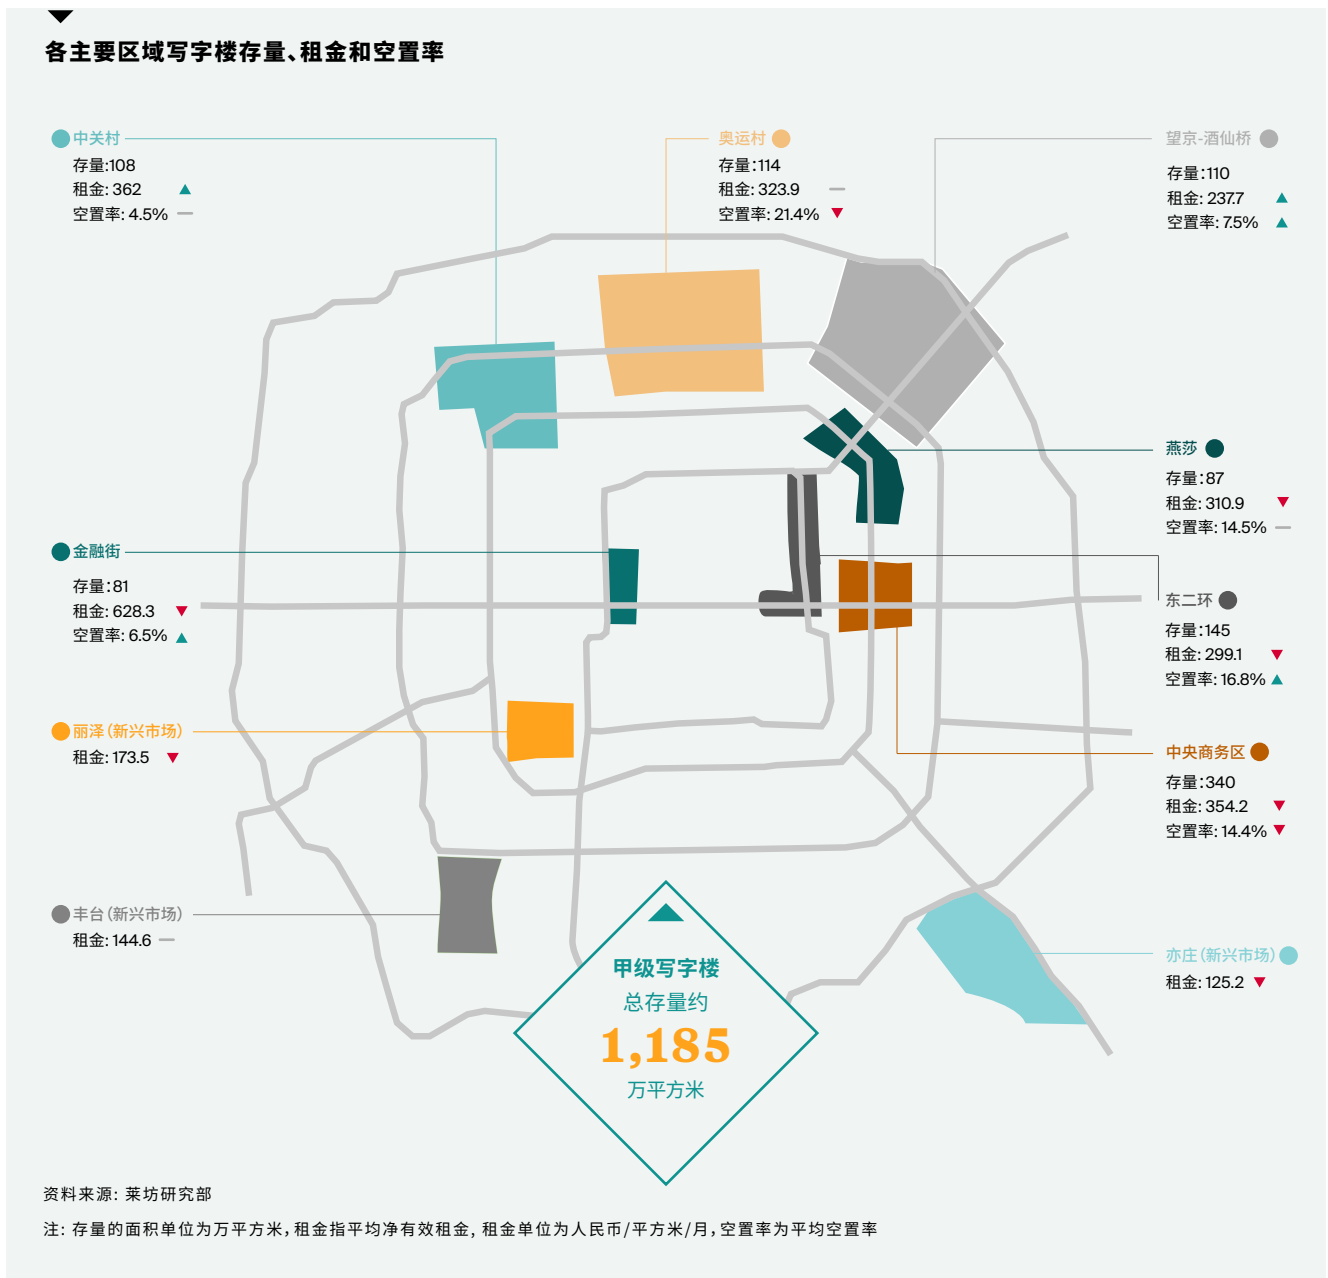 各主要区域写字楼存量、租金和空置率
中关村
存量:108
租金: 362
空置率: 4.5%
奥运村
存量:114
租金: 323.9
空置率: 21.4%
望京-酒仙桥
存量:110
租金: 237.7
空置率: 7.5%
燕莎
存量:87
租金: 310.9
空置率: 14.5%
金融街
存量:81
租金: 628.3
空置率: 6.5%
东二环
存量:145
租金: 299.1
空置率: 16.8%
丽泽(新兴市场)
租金: 173.5
中央商务区
存量:340
租金: 354.2
空置率: 14.4%
丰台(新兴市场)
租金: 144.6
亦庄(新兴市场)
租金: 125.2
甲级写字楼
总存量约
1,185
万平方米
资料来源: 莱坊研究部
注: 存量的面积单位为万平方米,租金指平均净有效租金, 租金单位为人民币/平方米/月,空置率为平均空置率